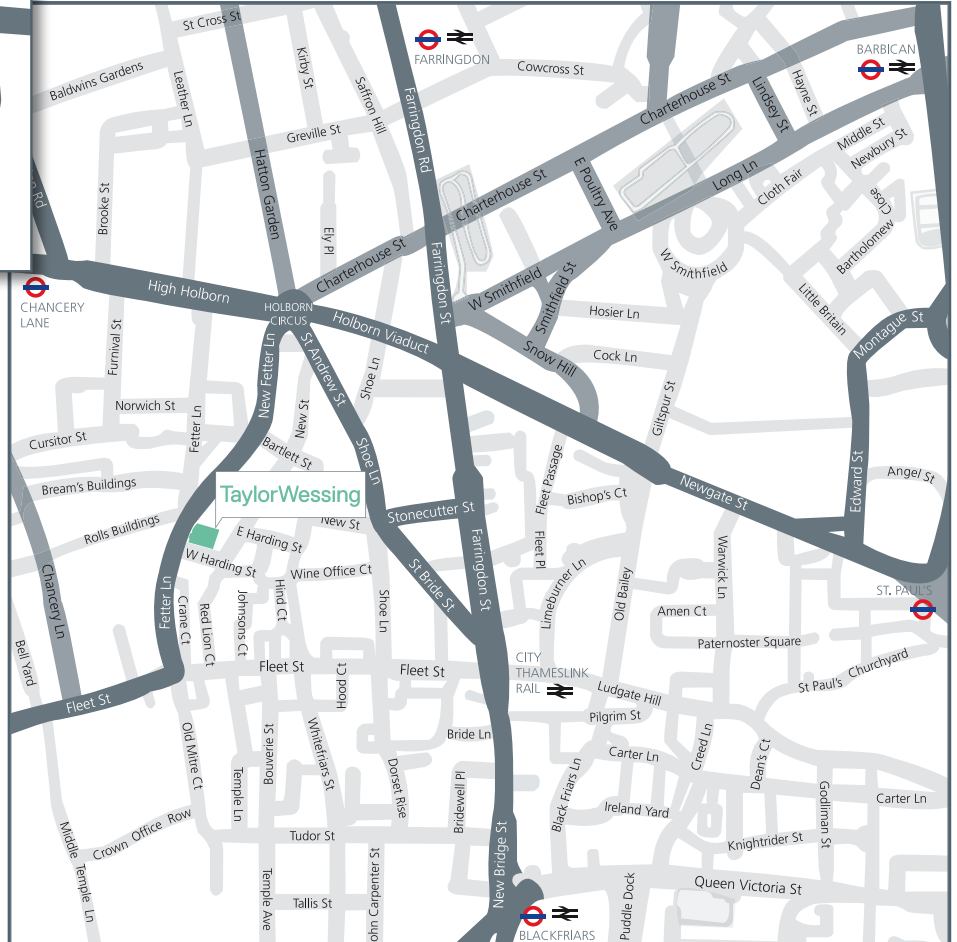 St Cross St
FARRINGDON
BARBICAN
Baldwins Gardens
Leather Ln
Kirby St
Saffron Hill
Cowcross St
Farringdon Rd
Charterhouse St
Lindsey St
Hayne St
Greville St
Middle St
Newbury St
Hatton Garden
Brooke St
Ely Pl
Charterhouse St
E Poultry Ave
Long Ln
Cloth Fair
Close
Bartholomew
Rd
Charterhouse St
Farringdon St
W Smithfield
Smithfield St
W Smithfield
Little Britain
CHANCERY
LANE
High Holborn
HOLBORN
CIRCUS
Holborn Viaduct
Hosier Ln
Montague St
Snow Hill
Cock Ln
Furnival St
New Fetter Ln
St Andrew St
Shoe Ln
Norwich St
Fetter Ln
New St
Giltspur St
Cursitor St
Bartlett St
Shoe Ln
Fleet Passage
Bishop's Ct
Newgate St
Edward St
Angel St
Bream's Buildings
TaylorWessing
Rolls Buildings
New St
Stonecutter St
E Harding St
W Harding St
Wine Office Ct
Farringdon St
Fleet Pl
Warwick Ln
Chancery Ln
Fetter Ln
Crane Ct
Red Lion Ct
Johnsons Ct
Hind Ct
Shoe Ln
St Bride St
Limeburner Ln
Old Bailey
Amen Ct
ST. PAUL'S
Paternoster Square
Bell Yard
Fleet St
Hood Ct
Fleet St
CITY
THAMESLINK
RAIL
Ludgate Hill
St Paul's Churchyard
Fleet St
Pilgrim St
Old Mitre Ct
Bouverie St
Whitefriars St
Bride Ln
Carter Ln
Creed Ln
Dean's Ct
Temple Ln
Dorset Rise
Bridewell Pl
Black Friars Ln
Ireland Yard
Godliman St
Carter Ln
Middle Temple Ln
Crown Office Row
Tudor St
New Bridge St
Knightrider St
Temple Ave
Tallis St
ohn Carpenter St
Puddle Dock
Queen Victoria St
BLACKFRIARS